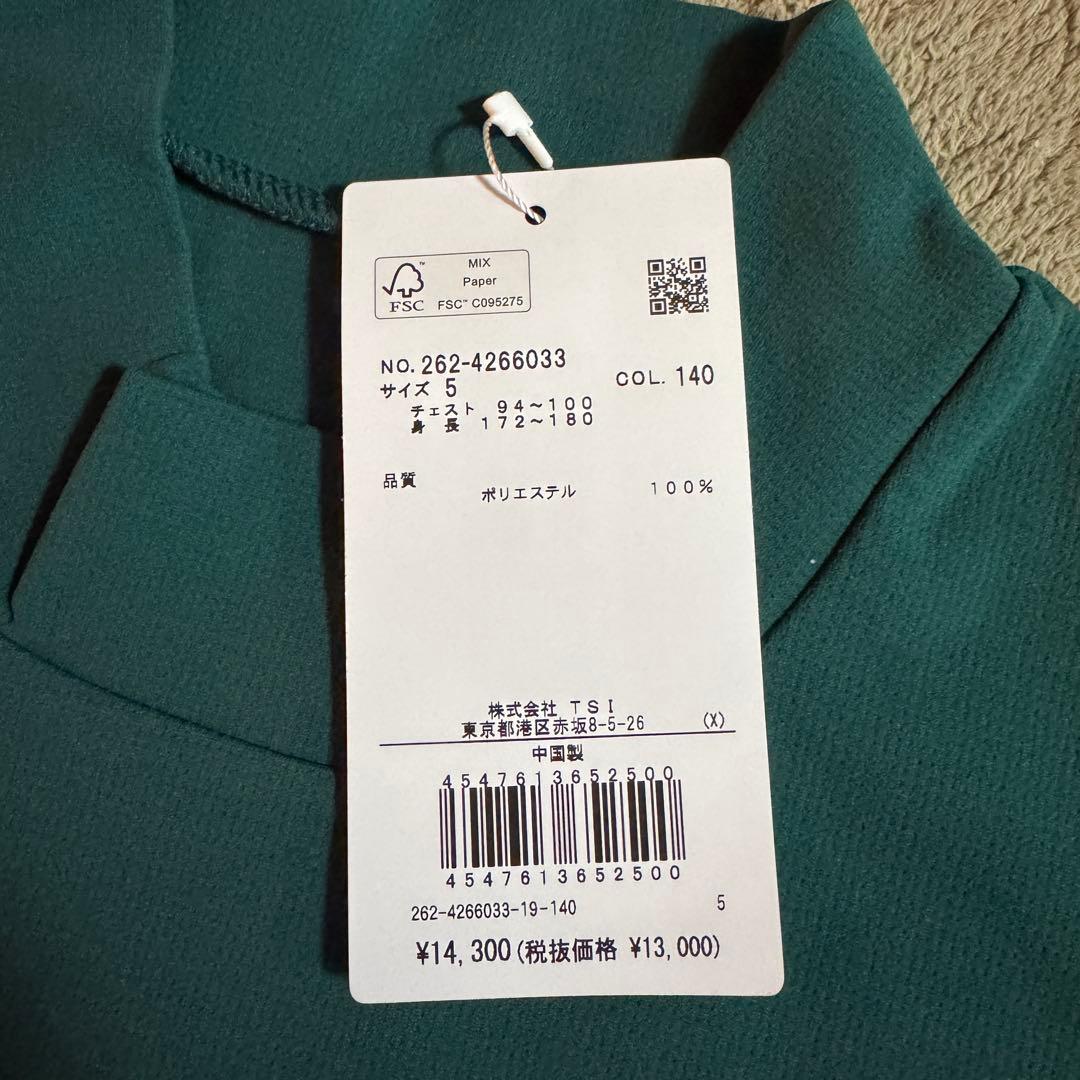 MIX
Paper
FSC™ C095275
FSC
NO. 262-4266033
サイズ 5
COL. 140
チェスト 94～100
身長 172～180
品質
ポリエステル 100%
株式会社 TSI
東京都港区赤坂8-5-26 (X)
中国製
4547613652500
4547613652500
262-4266033-19-140 5
¥14,300(税抜価格 ¥13,000)